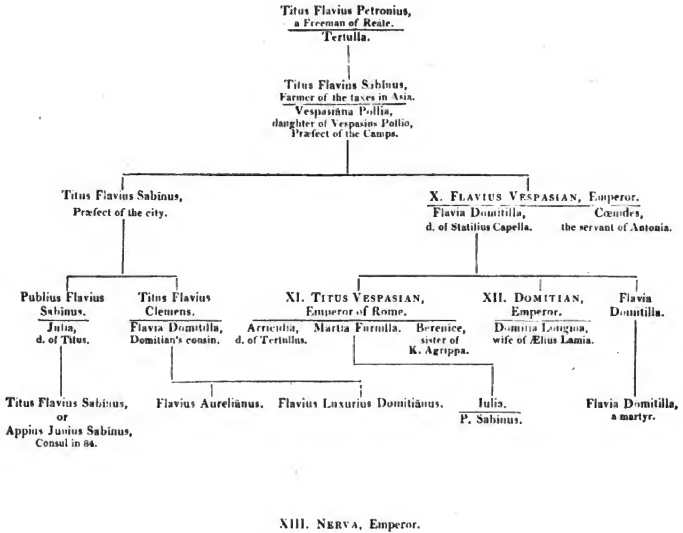 Titus Flavius Petronius,
a Freeman of Reate.
Tertulla.
Titus Flavius Sabinus,
Farmer of the taxes in Asia.
Vespasiāna Pollia,
daughter of Vespasius Pollio,
Præfect of the Camps.
Titus Flavius Sabinus,
Præfect of the city.
X. FLAVIUS VESPASIAN, Emperor.
Flavia Domitilla,
d. of Statilius Capella.
Cœnides,
the servant of Antonia.
Publius Flavius
Sabinus.
Julia,
d. of Titus.
Titus Flavius
Clemens.
Flavia Domitilla,
Domitian's cousin.
XI. TITUS VESPASIAN,
Emperor of Rome.
Arricidia,
d. of Tertullus.
Martia Furnilla.
Berenice,
sister of
K. Agrippa.
XII. DOMITIAN,
Emperor.
Domitia Longina,
wife of Ælius Lamia.
Flavia
Domitilla.
Titus Flavius Sabinus,
or
Appius Junius Sabinus,
Consul in 84.
Flavius Aureliānus.
Flavius Luxurius Domitiānus.
Julia.
P. Sabinus.
Flavia Domitilla,
a martyr.
XIII. NERVA, Emperor.